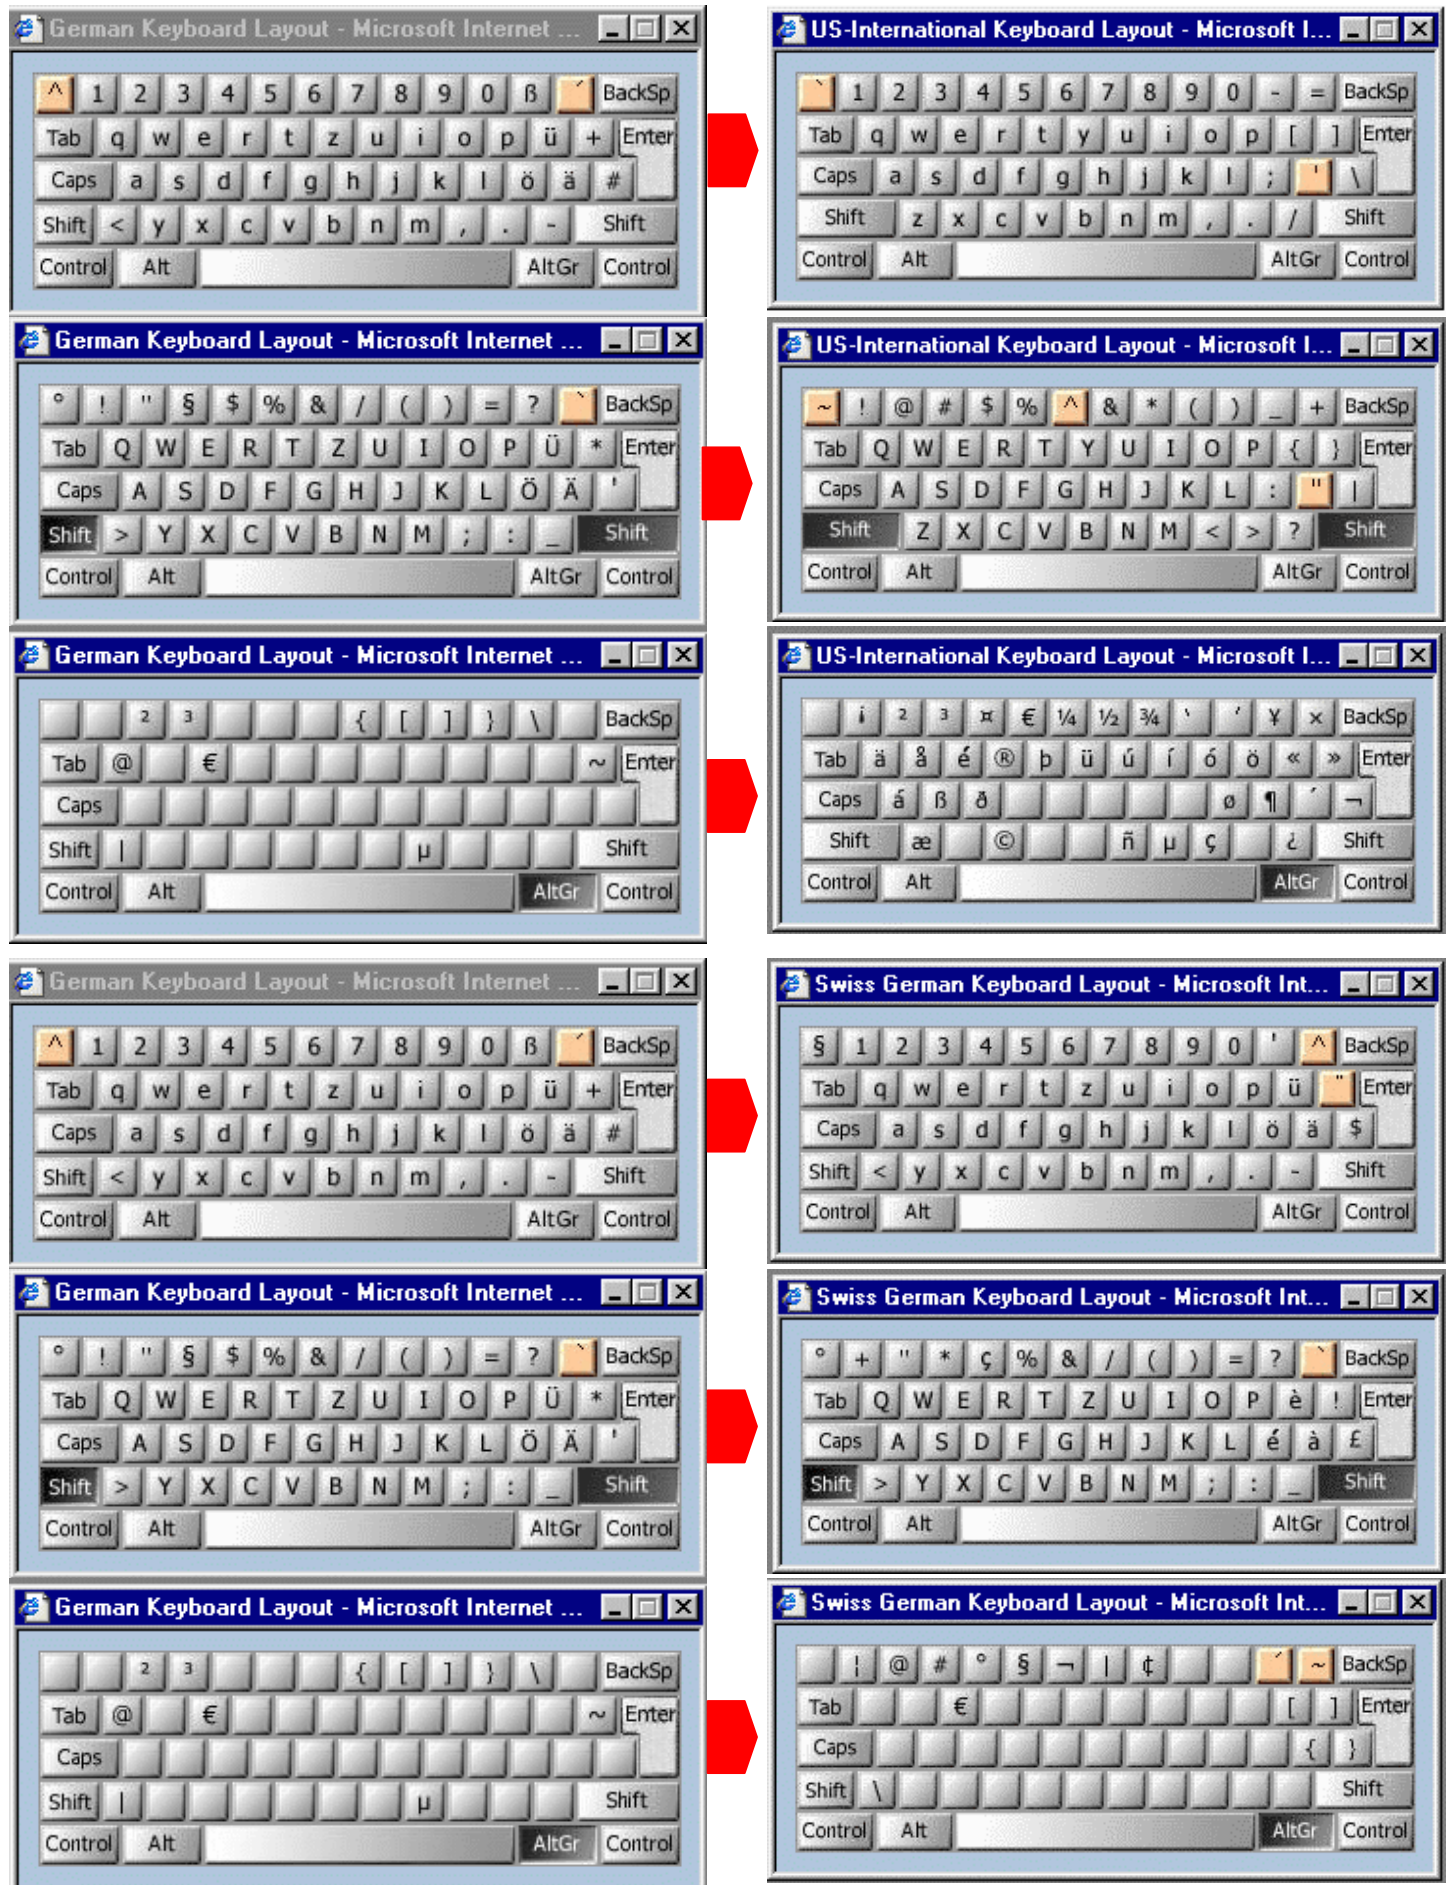 German Keyboard Layout - Microsoft Internet ...
^ 1 2 3 4 5 6 7 8 9 0 ß ´ BackSp
Tab q w e r t z u i o p ü + Enter
Caps a s d f g h j k l ö ä #
Shift < y x c v b n m , . - Shift
Control Alt AltGr Control
US-International Keyboard Layout - Microsoft I...
` 1 2 3 4 5 6 7 8 9 0 - = BackSp
Tab q w e r t y u i o p [ ] Enter
Caps a s d f g h j k l ; ' \
Shift z x c v b n m , . / Shift
Control Alt AltGr Control
German Keyboard Layout - Microsoft Internet ...
° ! " § $ % & / ( ) = ? ` BackSp
Tab Q W E R T Z U I O P Ü * Enter
Caps A S D F G H J K L Ö Ä '
Shift > Y X C V B N M ; : _ Shift
Control Alt AltGr Control
US-International Keyboard Layout - Microsoft I...
~ ! @ # $ % ^ & * ( ) _ + BackSp
Tab Q W E R T Y U I O P { } Enter
Caps A S D F G H J K L : " |
Shift Z X C V B N M < > ? Shift
Control Alt AltGr Control
German Keyboard Layout - Microsoft Internet ...
² ³ { [ ] } \ BackSp
Tab @ € ~ Enter
Caps
Shift | µ Shift
Control Alt AltGr Control
US-International Keyboard Layout - Microsoft I...
¡ ² ³ ¤ € ¼ ½ ¾ ‘ ’ ¥ × BackSp
Tab ä å é ® þ ü ú í ó ö « » Enter
Caps á ß ð ø ¶ ´ ¬
Shift æ © ñ µ ç ¿ Shift
Control Alt AltGr Control
German Keyboard Layout - Microsoft Internet ...
^ 1 2 3 4 5 6 7 8 9 0 ß ´ BackSp
Tab q w e r t z u i o p ü + Enter
Caps a s d f g h j k l ö ä #
Shift < y x c v b n m , . - Shift
Control Alt AltGr Control
Swiss German Keyboard Layout - Microsoft Int...
§ 1 2 3 4 5 6 7 8 9 0 ' ^ BackSp
Tab q w e r t z u i o p ü ¨ Enter
Caps a s d f g h j k l ö ä $
Shift < y x c v b n m , . - Shift
Control Alt AltGr Control
German Keyboard Layout - Microsoft Internet ...
° ! " § $ % & / ( ) = ? ` BackSp
Tab Q W E R T Z U I O P Ü * Enter
Caps A S D F G H J K L Ö Ä '
Shift > Y X C V B N M ; : _ Shift
Control Alt AltGr Control
Swiss German Keyboard Layout - Microsoft Int...
° + " * ç % & / ( ) = ? ` BackSp
Tab Q W E R T Z U I O P è ! Enter
Caps A S D F G H J K L é à £
Shift > Y X C V B N M ; : _ Shift
Control Alt AltGr Control
German Keyboard Layout - Microsoft Internet ...
² ³ { [ ] } \ BackSp
Tab @ € ~ Enter
Caps
Shift | µ Shift
Control Alt AltGr Control
Swiss German Keyboard Layout - Microsoft Int...
¦ @ # ° § ¬ | ¢ ´ ~ BackSp
Tab € [ ] Enter
Caps { }
Shift \ Shift
Control Alt AltGr Control